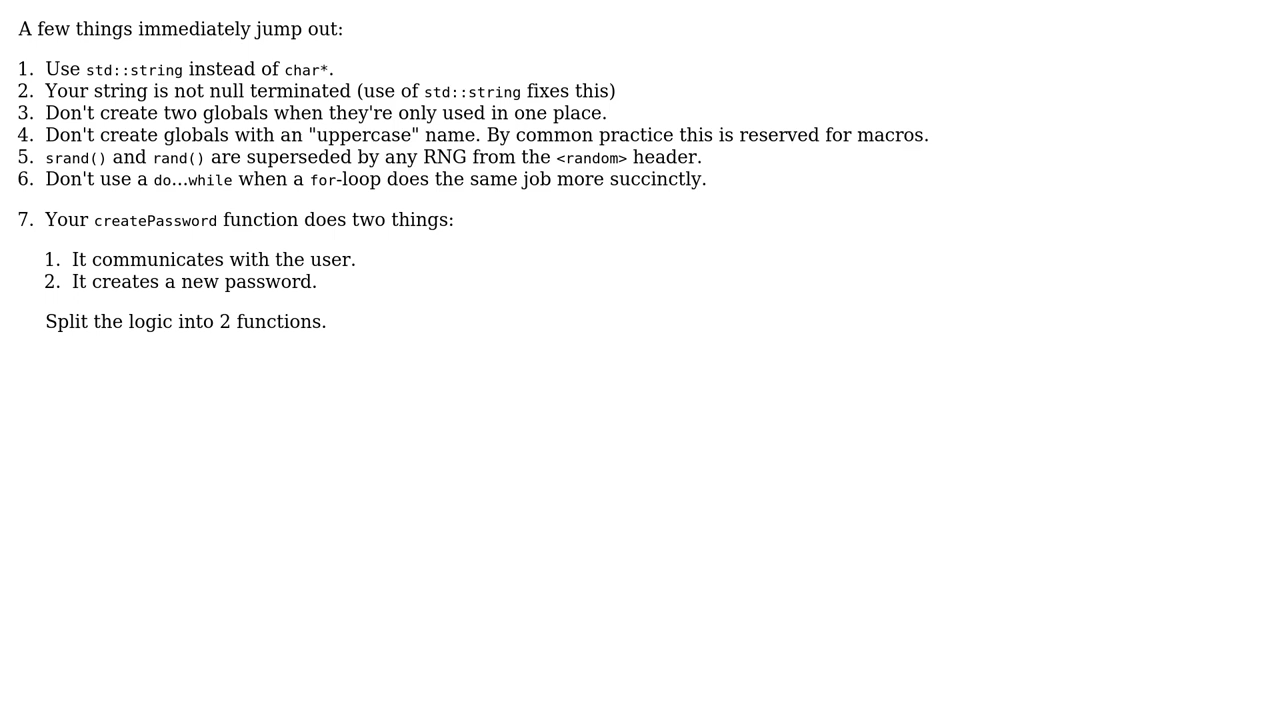 A few things immediately jump out:
1. Use std::string instead of char*.
2. Your string is not null terminated (use of std::string fixes this)
3. Don't create two globals when they're only used in one place.
4. Don't create globals with an "uppercase" name. By common practice this is reserved for macros.
5. srand() and rand() are superseded by any RNG from the <random> header.
6. Don't use a do...while when a for-loop does the same job more succinctly.
7. Your createPassword function does two things:
1. It communicates with the user.
2. It creates a new password.
Split the logic into 2 functions.